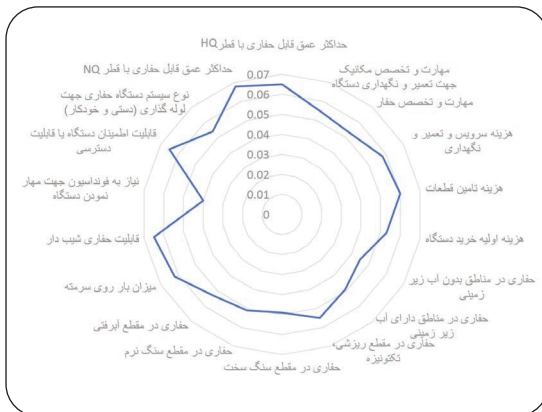 حداکثر عمق قابل حفاری با قطر HQ
مهارت و تخصص مکانیک
جهت تعمیر و نگهداری دستگاه
مهارت و تخصص حفار
هزینه سرویس و تعمیر و
نگهداری
هزینه تامین قطعات
هزینه اولیه خرید دستگاه
حفاری در مناطق بدون آب زیر
زمینی
حفاری در مناطق دارای آب
زیر زمینی
حفاری در مقطع ریزشی،
تکتونیزه
حفاری در مقطع سنگ سخت
حفاری در مقطع سنگ نرم
حفاری در مقطع آبرفتی
میزان بار روی سرمته
قابلیت حفاری شیب دار
نیاز به فونداسیون جهت مهار
نمودن دستگاه
قابلیت اطمینان دستگاه یا قابلیت
دسترسی
نوع سیستم دستگاه حفاری جهت
لوله گذاری (دستی و خودکار)
حداکثر عمق قابل حفاری با قطر NQ
0.07
0.06
0.05
0.04
0.03
0.02
0.01
0